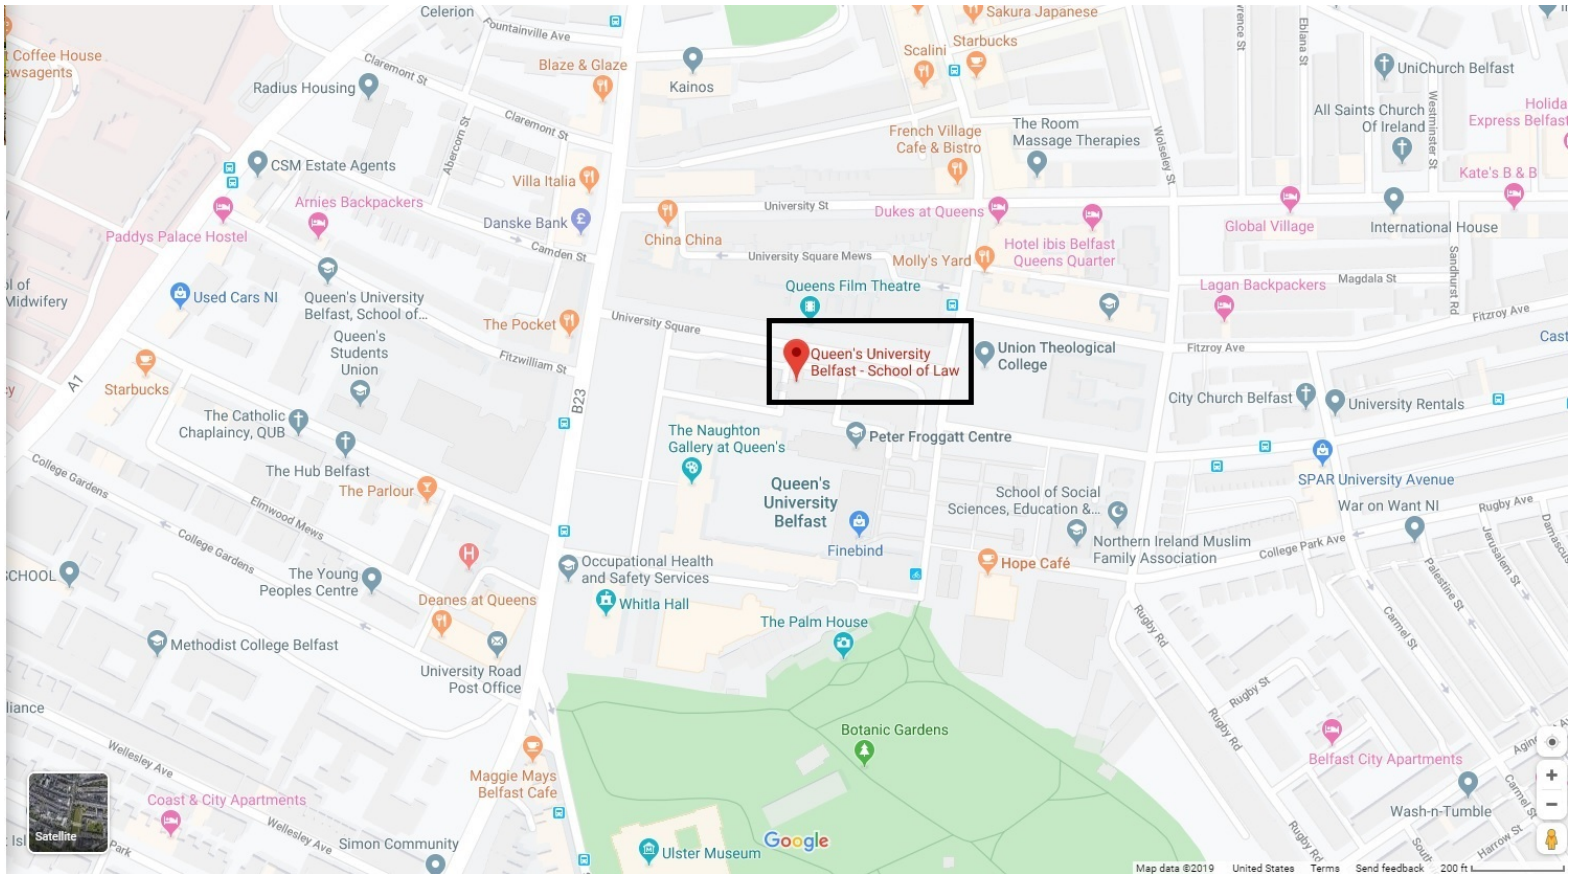 Celerion
Fountainville Ave
Sakura Japanese
Coffee House
Claremont St
Blaze & Glaze
Scalini
Starbucks
Eblana St
UniChurch Belfast
Radius Housing
Kainos
Claremont St
Abercorn St
French Village
Cafe & Bistro
The Room
Massage Therapies
Wolseley St
All Saints Church
Of Ireland
Westminster St
Express Belfast
CSM Estate Agents
Villa Italia
Kate's B & B
Arnies Backpackers
Paddys Palace Hostel
Danske Bank
China China
University St
Dukes at Queens
Global Village
International House
Camden St
University Square Mews
Molly's Yard
Hotel ibis Belfast
Queens Quarter
Sandhurst Rd
Midwifery
Used Cars NI
Queen's University
Belfast, School of...
Queens Film Theatre
Lagan Backpackers
Magdala St
The Pocket
University Square
Fitzroy Ave
Queen's
Students
Union
Fitzwilliam St
Queen's University
Belfast - School of Law
Union Theological
College
Fitzroy Ave
A1
Starbucks
B23
The Catholic
Chaplaincy, QUB
The Naughton
Gallery at Queen's
Peter Froggatt Centre
City Church Belfast
University Rentals
The Hub Belfast
College Gardens
The Parlour
Elmwood Mews
Queen's
University
Belfast
School of Social
Sciences, Education &...
SPAR University Avenue
War on Want NI
Rugby Ave
College Gardens
Finebind
Northern Ireland Muslim
Family Association
College Park Ave
Jerusalem St
Damascus
SCHOOL
The Young
Peoples Centre
Occupational Health
and Safety Services
Hope Café
Palestine St
Deanes at Queens
Whitla Hall
The Palm House
Rugby Rd
Carmel St
Methodist College Belfast
University Road
Post Office
Rugby St
Botanic Gardens
Rugby Rd
Wellesley Ave
Maggie Mays
Belfast Cafe
Belfast City Apartments
Coast & City Apartments
Wash-n-Tumble
Carmel St
Satellite
Wellesley Ave
Simon Community
Park
Google
Ulster Museum
Rugby Rd
Harrow St
Map data ©2019 United States Terms Send feedback 200 ft